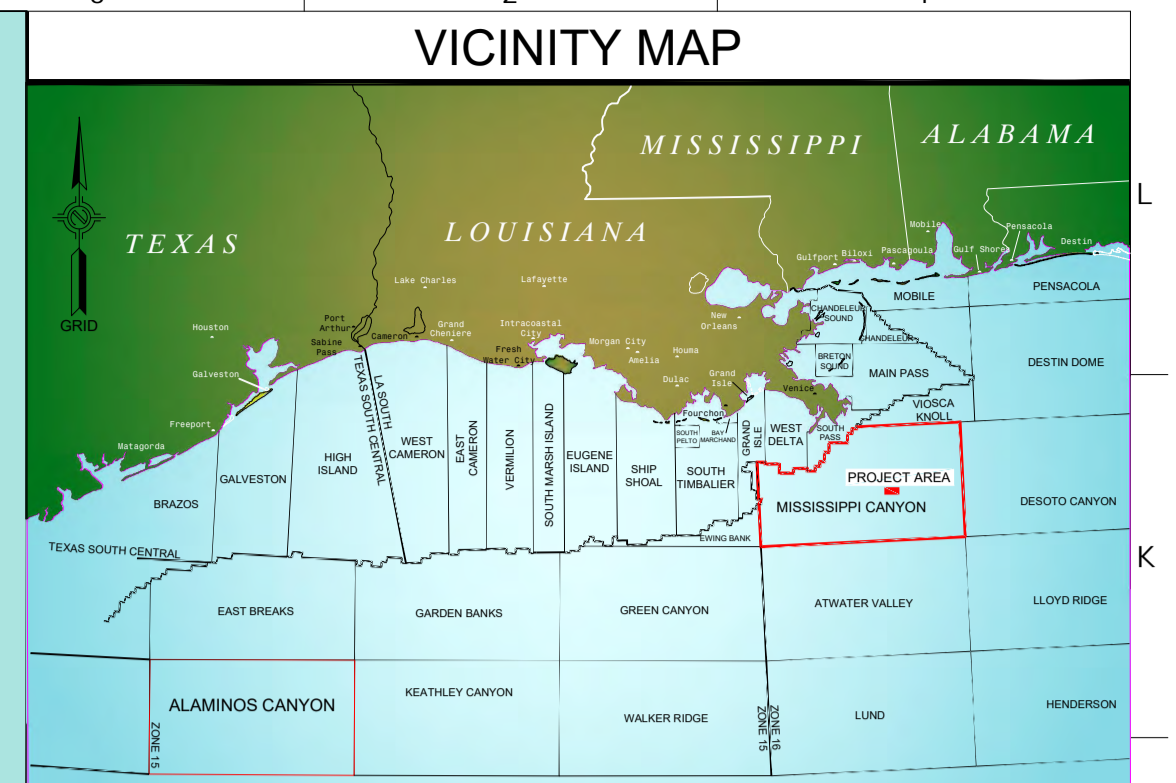 VICINITY MAP
MISSISSIPPI
ALABAMA
TEXAS
LOUISIANA
GRID
L
K
Houston
Galveston
Freeport
Matagorda
Port
Arthur
Sabine
Pass
Lake Charles
Cameron
Grand
Cheniere
Lafayette
Intracoastal
City
Fresh
Water City
Morgan City
Amelia
Houma
Dulac
New
Orleans
Grand
Isle
Fourchon
Venice
Gulfport
Biloxi
Pascagoula
Mobile
Gulf Shores
Pensacola
Destin
MOBILE
PENSACOLA
CHANDELEUR
SOUND
CHANDELEUR
BRETON
SOUND
MAIN PASS
DESTIN DOME
VIOSCA
KNOLL
BRAZOS
GALVESTON
HIGH
ISLAND
LA SOUTH
TEXAS SOUTH CENTRAL
WEST
CAMERON
EAST
CAMERON
VERMILION
SOUTH MARSH ISLAND
EUGENE
ISLAND
SHIP
SHOAL
SOUTH
PELTO
BAY
MARCHAND
SOUTH
TIMBALIER
GRAND
ISLE
WEST
DELTA
SOUTH
PASS
PROJECT AREA
MISSISSIPPI CANYON
DESOTO CANYON
EWING BANK
TEXAS SOUTH CENTRAL
EAST BREAKS
GARDEN BANKS
GREEN CANYON
ATWATER VALLEY
LLOYD RIDGE
ALAMINOS CANYON
KEATHLEY CANYON
WALKER RIDGE
LUND
HENDERSON
ZONE 15
ZONE 16
ZONE 15